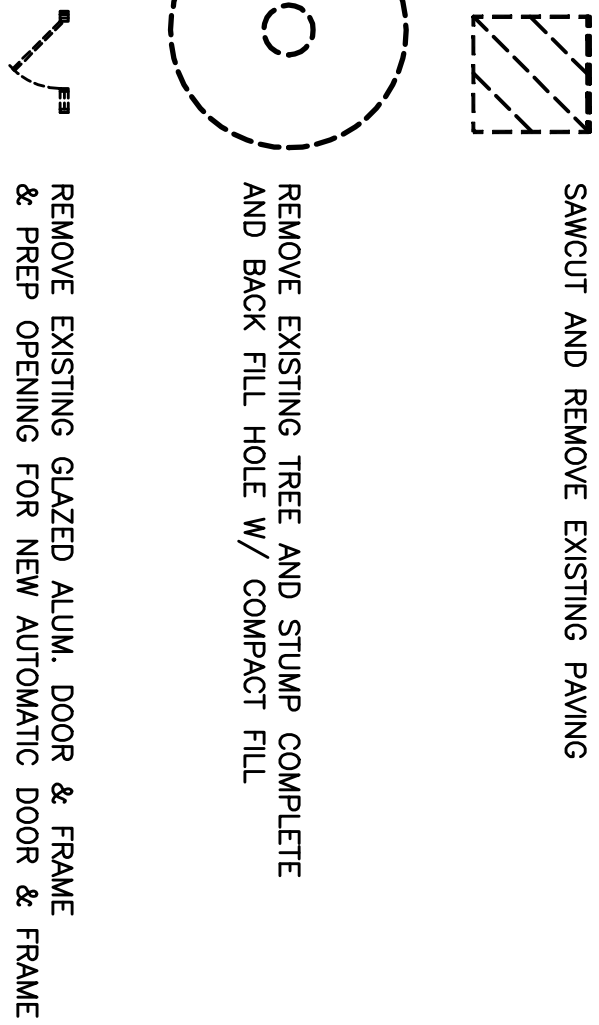 SAWCUT AND REMOVE EXISTING PAVING
REMOVE EXISTING TREE AND STUMP COMPLETE
AND BACK FILL HOLE W/ COMPACT FILL
REMOVE EXISTING GLAZED ALUM. DOOR & FRAME
& PREP OPENING FOR NEW AUTOMATIC DOOR & FRAME